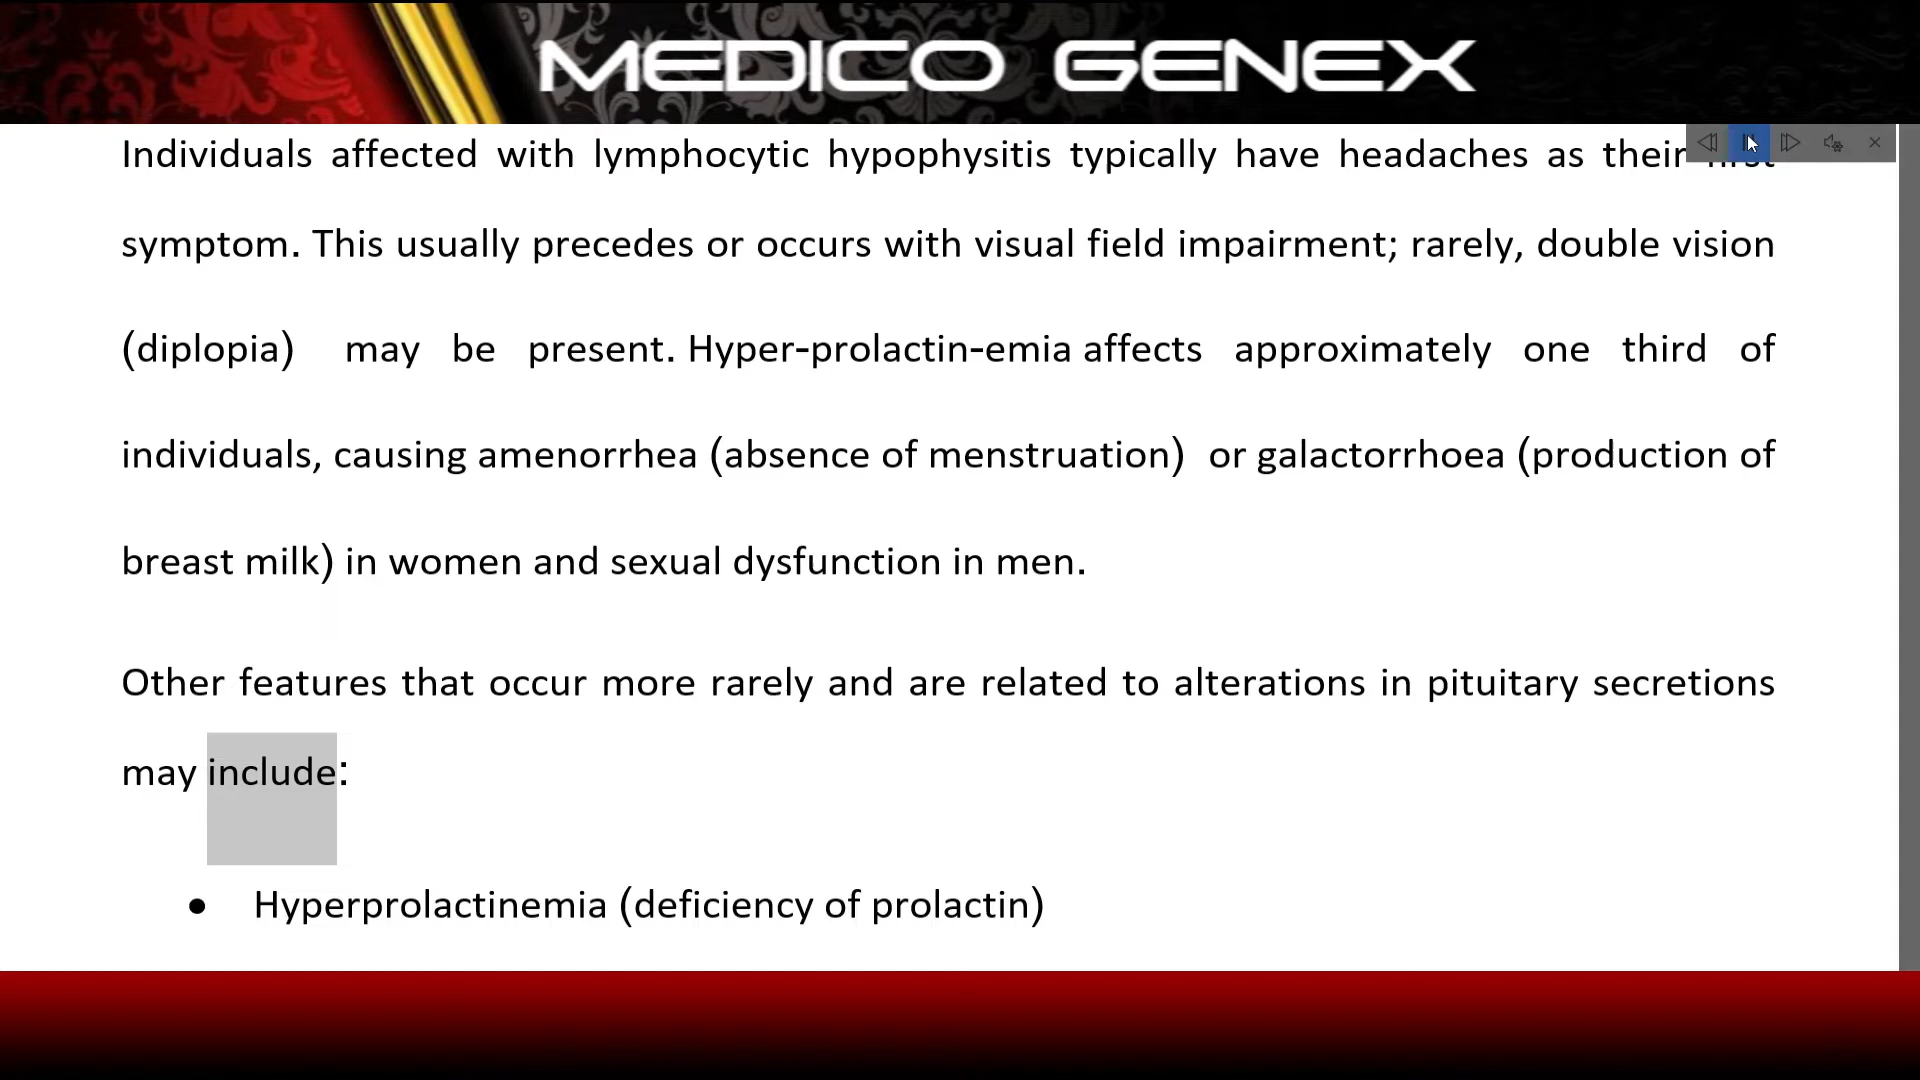 MEDICO GENEX
Individuals affected with lymphocytic hypophysitis typically have headaches as their first
symptom. This usually precedes or occurs with visual field impairment; rarely, double vision
(diplopia) may be present. Hyper-prolactin-emia affects approximately one third of
individuals, causing amenorrhea (absence of menstruation) or galactorrhoea (production of
breast milk) in women and sexual dysfunction in men.
Other features that occur more rarely and are related to alterations in pituitary secretions
may include:
• Hyperprolactinemia (deficiency of prolactin)